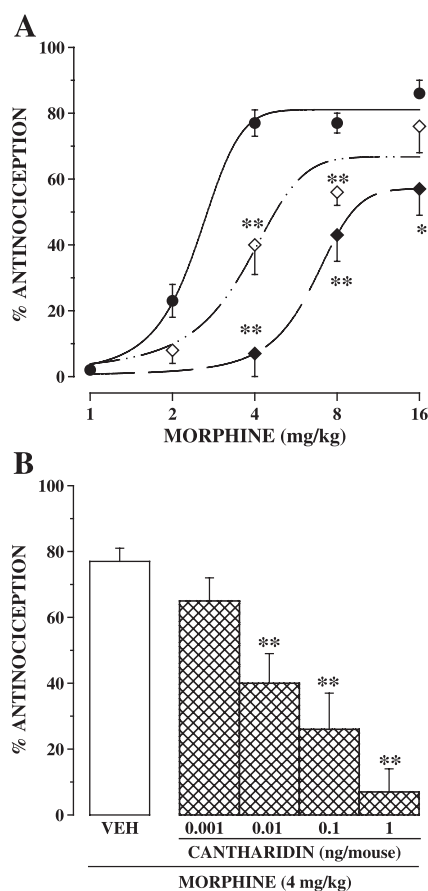 A
100
80
60
40
20
0
% ANTINOCICEPTION
**
**
**
**
*
1 2 4 8 16
MORPHINE (mg/kg)
B
100
80
60
40
20
0
% ANTINOCICEPTION
**
**
**
VEH 0.001 0.01 0.1 1
CANTHARIDIN (ng/mouse)
MORPHINE (4 mg/kg)